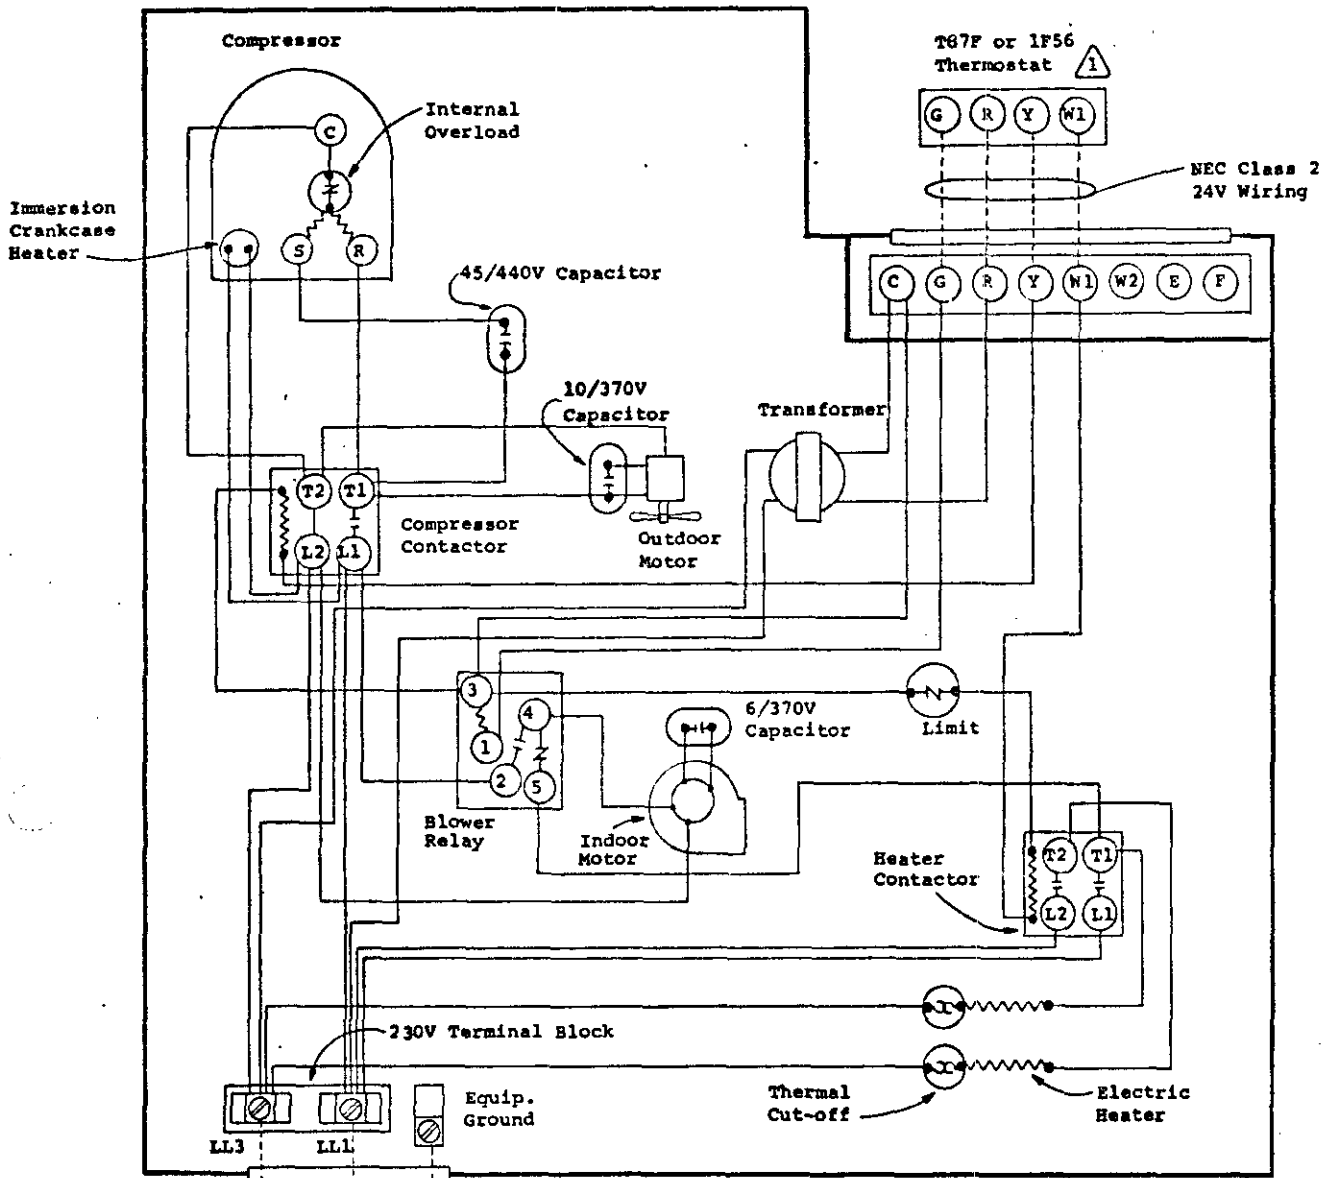 Compressor
T87F or 1F56
Thermostat
1
Internal
Overload
C
G R Y W1
NEC Class 2
24V Wiring
Immersion
Crankcase
Heater
S R
45/440V Capacitor
C G R Y W1 W2 E F
10/370V
Capacitor
Transformer
T2 T1
L2 L1
Compressor
Contactor
Outdoor
Motor
3
4
1
2
5
Blower
Relay
6/370V
Capacitor
Limit
Indoor
Motor
Heater
Contactor
T2 T1
L2 L1
230V Terminal Block
Equip.
Ground
Thermal
Cut-off
Electric
Heater
LL3 LL1